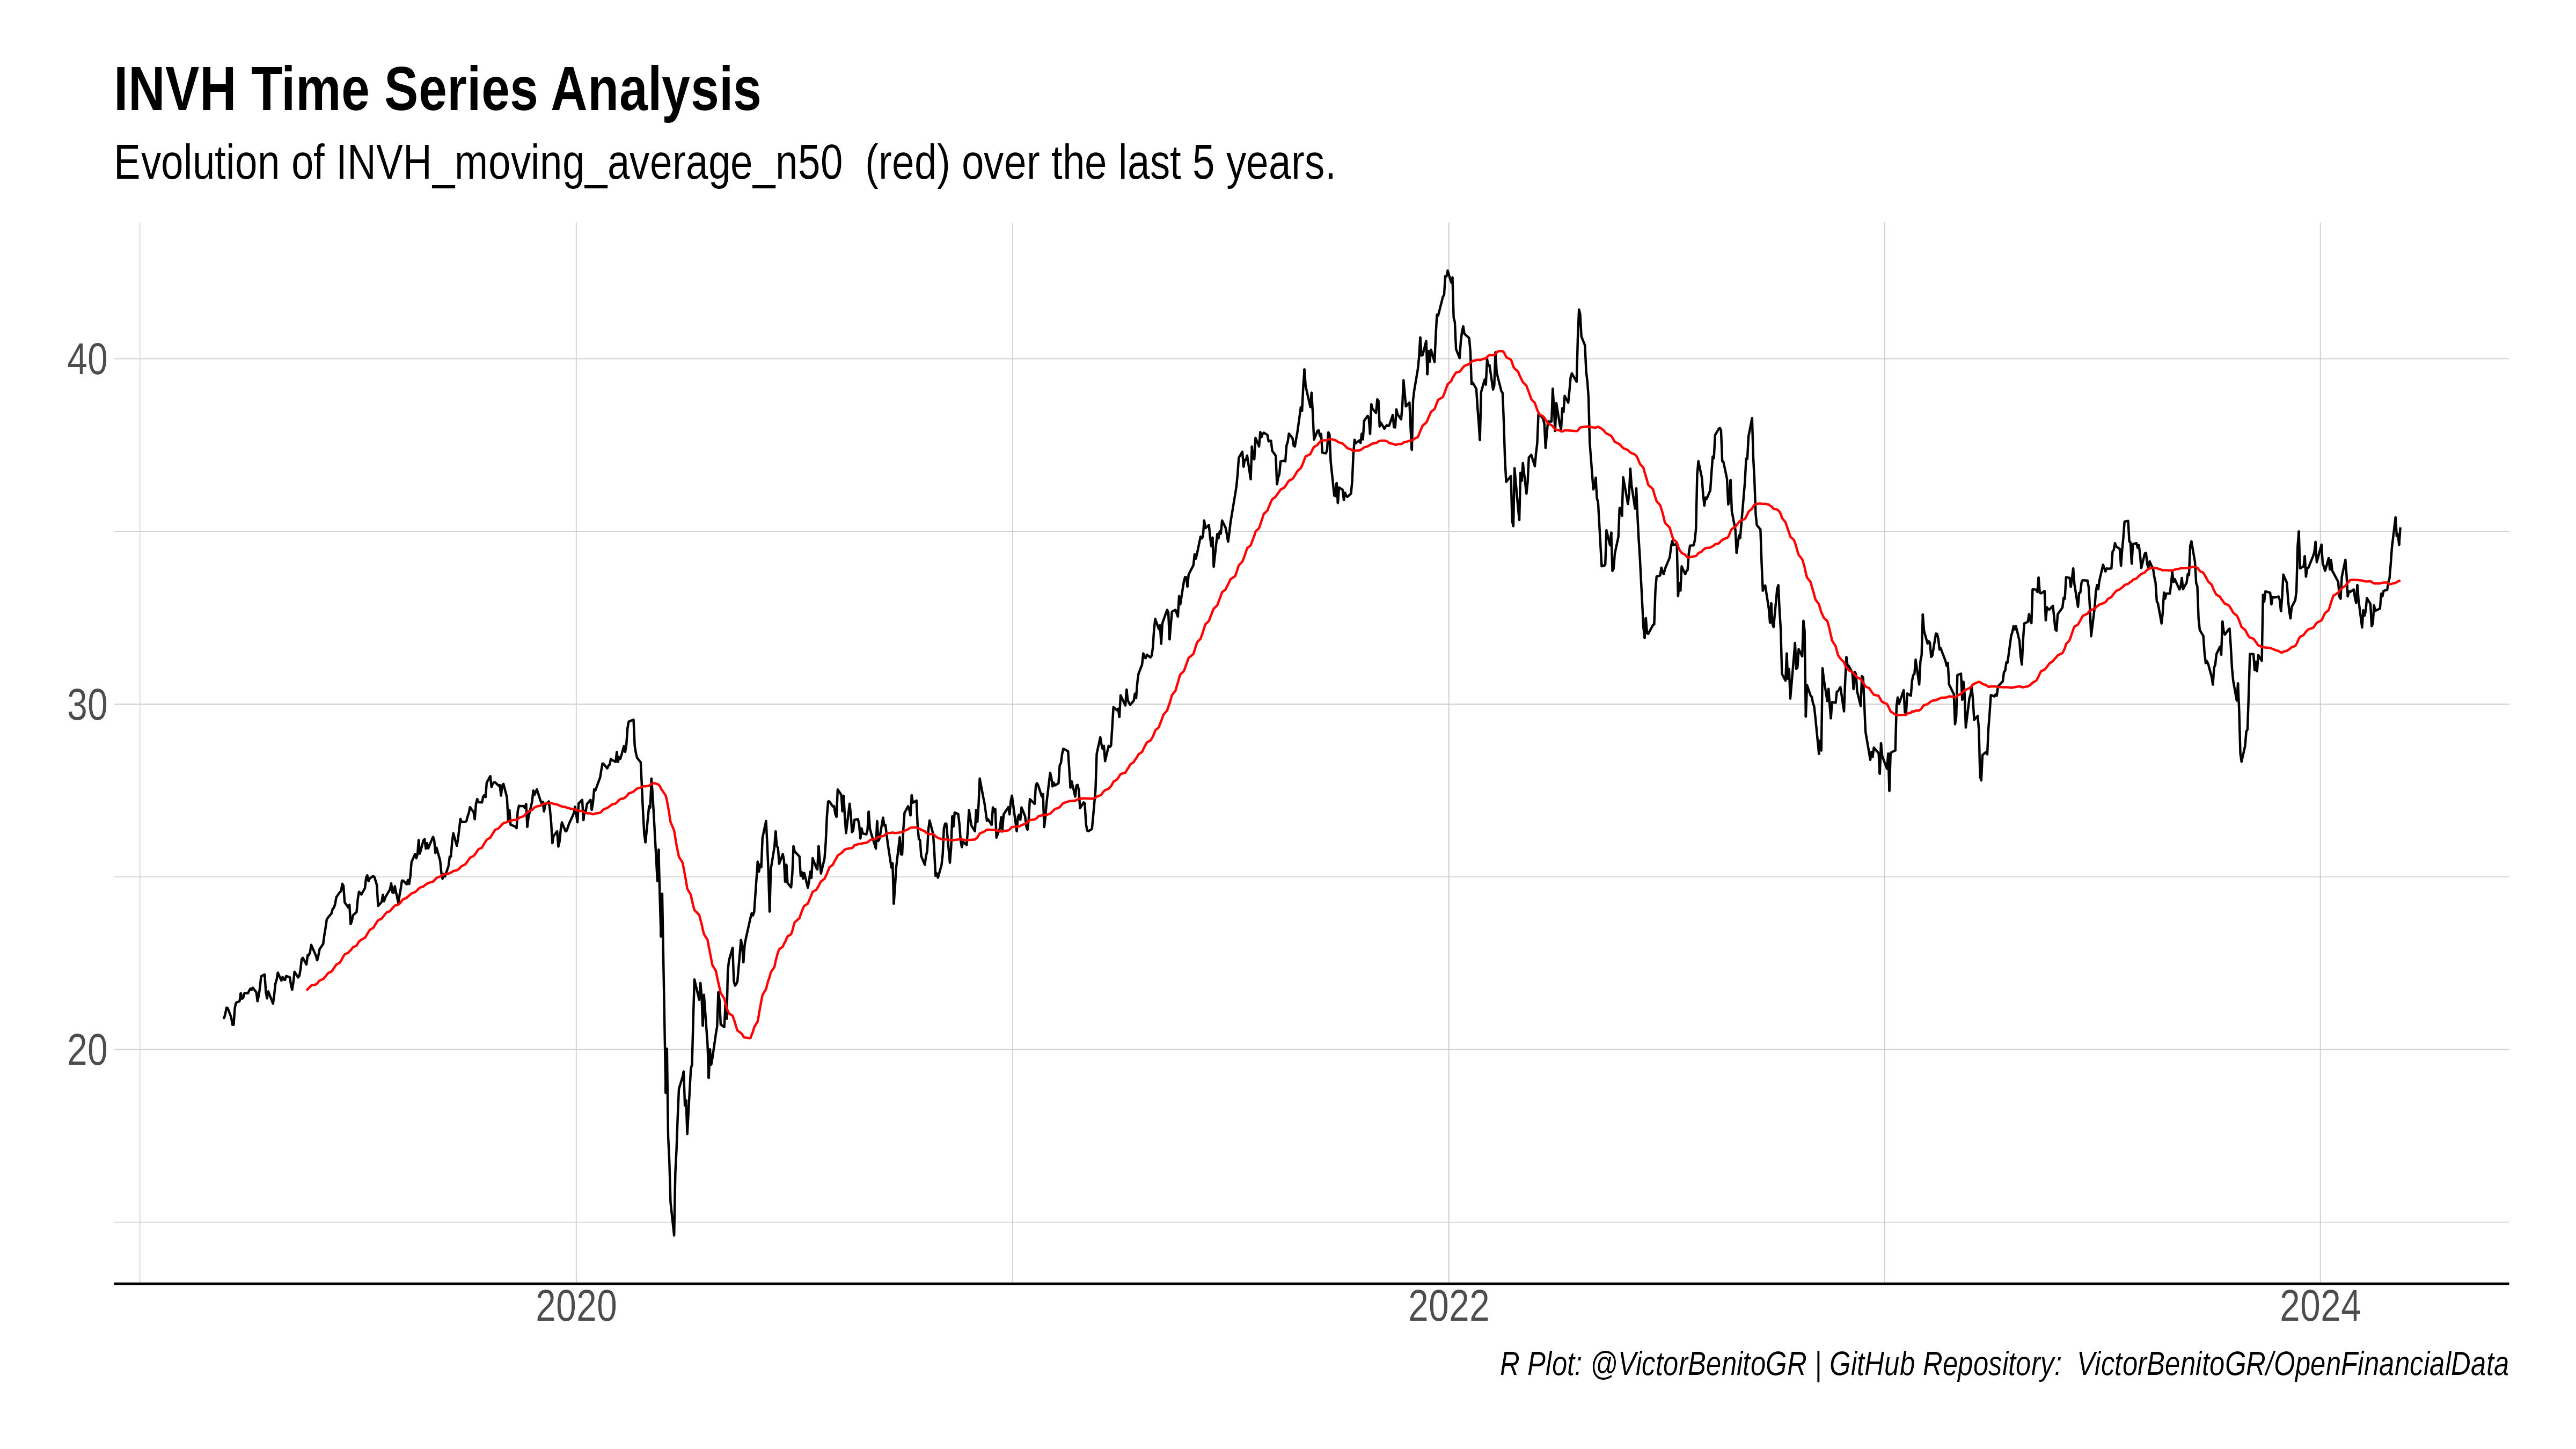 INVH Time Series Analysis
Evolution of INVH_moving_average_n50  (red) over the last 5 years.
40
30
20
2020
2022
2024
R Plot: @VictorBenitoGR | GitHub Repository:  VictorBenitoGR/OpenFinancialData